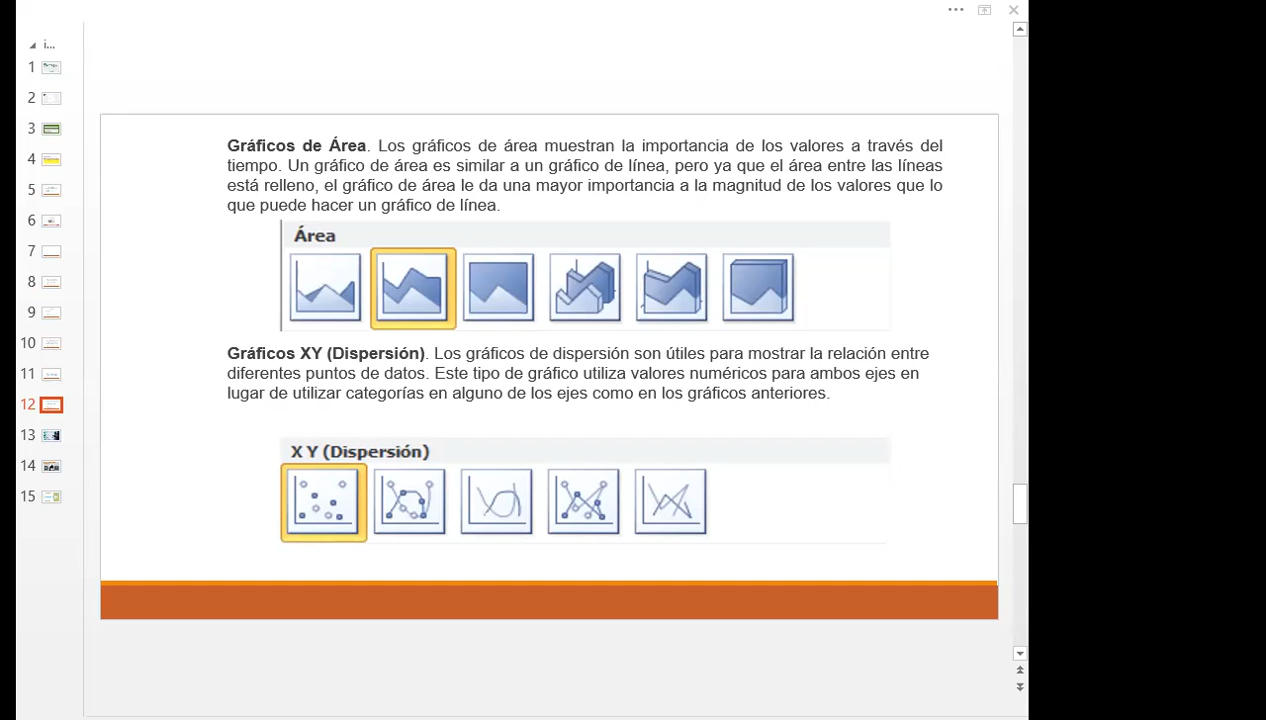 i...
1
2
3
4
5
6
7
8
9
10
11
12
13
14
15
Gráficos de Área. Los gráficos de área muestran la importancia de los valores a través del
tiempo. Un gráfico de área es similar a un gráfico de línea, pero ya que el área entre las líneas
está relleno, el gráfico de área le da una mayor importancia a la magnitud de los valores que lo
que puede hacer un gráfico de línea.
Área
Gráficos XY (Dispersión). Los gráficos de dispersión son útiles para mostrar la relación entre
diferentes puntos de datos. Este tipo de gráfico utiliza valores numéricos para ambos ejes en
lugar de utilizar categorías en alguno de los ejes como en los gráficos anteriores.
X Y (Dispersión)